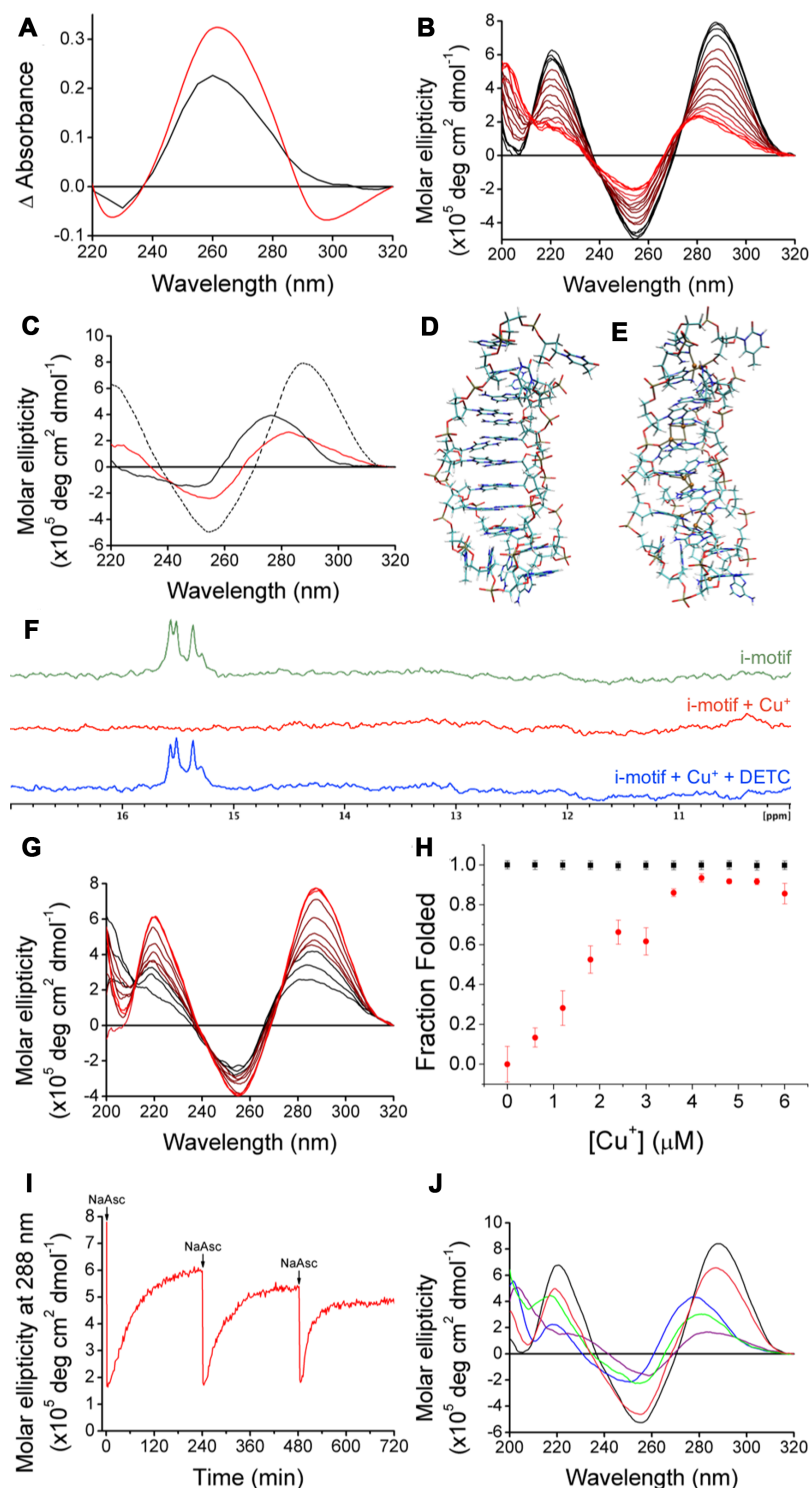 A
0.3
0.2
0.1
0.0
-0.1
Δ Absorbance
220 240 260 280 300 320
Wavelength (nm)
B
8
6
4
2
0
-2
-4
Molar ellipticity
(x10⁵ deg cm² dmol⁻¹)
200 220 240 260 280 300 320
Wavelength (nm)
C
10
8
6
4
2
0
-2
-4
-6
Molar ellipticity
(x10⁵ deg cm² dmol⁻¹)
220 240 260 280 300 320
Wavelength (nm)
D
E
F
i-motif
i-motif + Cu⁺
i-motif + Cu⁺ + DETC
16 15 14 13 12 11 [ppm]
G
8
6
4
2
0
-2
-4
Molar ellipticity
(x10⁵ deg cm² dmol⁻¹)
200 220 240 260 280 300 320
Wavelength (nm)
H
1.0
0.8
0.6
0.4
0.2
0.0
Fraction Folded
0 1 2 3 4 5 6
[Cu⁺] (μM)
I
NaAsc
NaAsc
NaAsc
8
7
6
5
4
3
2
1
0
Molar ellipticity at 288 nm
(x10⁵ deg cm² dmol⁻¹)
0 120 240 360 480 600 720
Time (min)
J
10
8
6
4
2
0
-2
-4
-6
Molar ellipticity
(x10⁵ deg cm² dmol⁻¹)
200 220 240 260 280 300 320
Wavelength (nm)